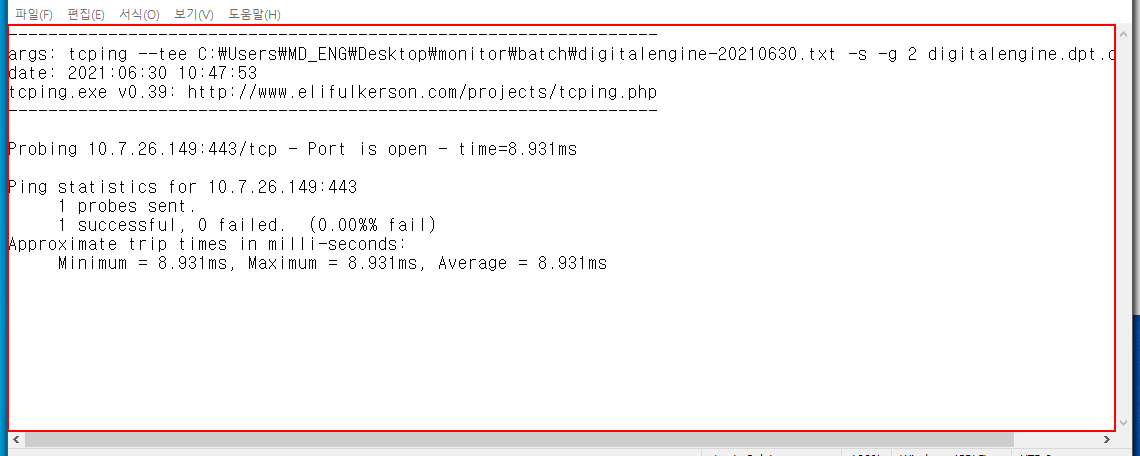 파일(F) 편집(E) 서식(O) 보기(V) 도움말(H)
-----------------------------------------------------------------
args: tcping --tee C:₩Users₩MD_ENG₩Desktop₩monitor₩batch₩digitalengine-20210630.txt -s -g 2 digitalengine.dpt.c
date: 2021:06:30 10:47:53
tcping.exe v0.39: http://www.elifulkerson.com/projects/tcping.php
-----------------------------------------------------------------
Probing 10.7.26.149:443/tcp - Port is open - time=8.931ms
Ping statistics for 10.7.26.149:443
1 probes sent.
1 successful, 0 failed.  (0.00%% fail)
Approximate trip times in milli-seconds:
Minimum = 8.931ms, Maximum = 8.931ms, Average = 8.931ms